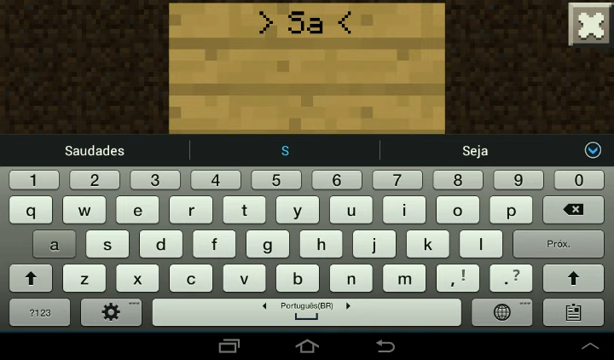 > Sa <
Saudades S Seja
1 2 3 4 5 6 7 8 9 0
q w e r t y u i o p
a s d f g h j k l Próx.
z x c v b n m ,! .?
?123 Português(BR)